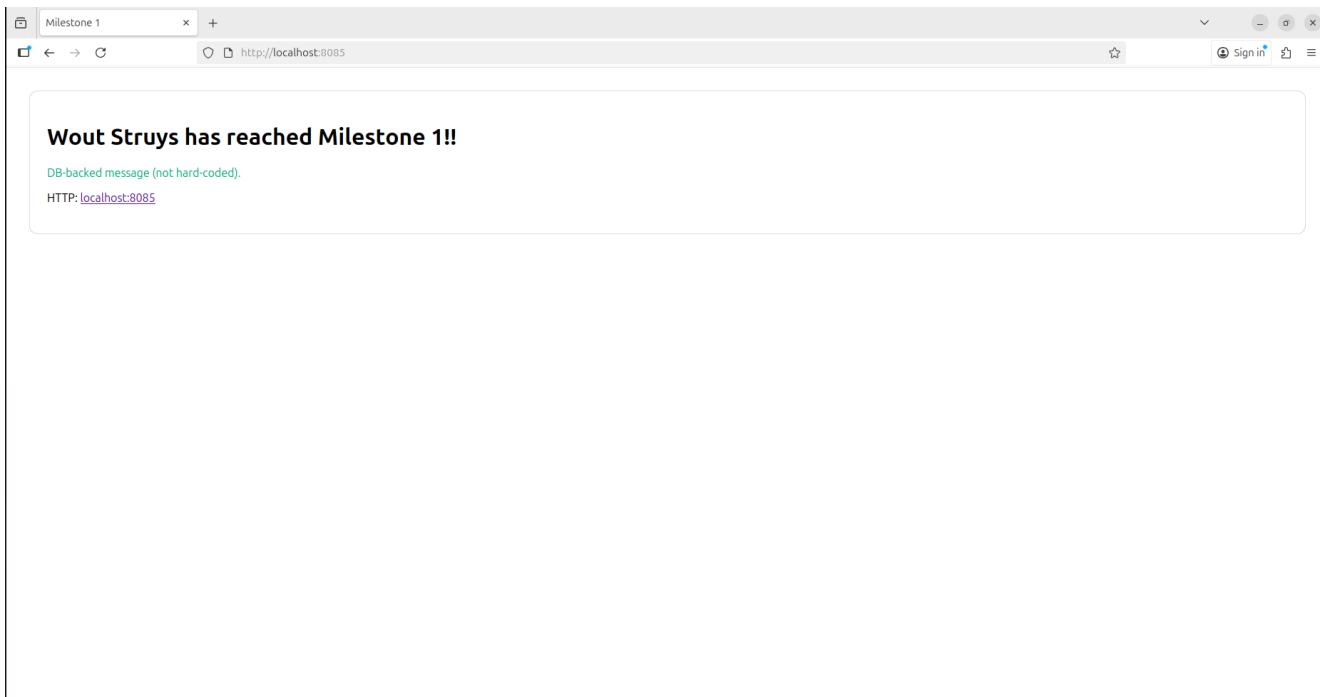 Milestone 1
http://localhost:8085
Sign in
Wout Struys has reached Milestone 1!!
DB-backed message (not hard-coded).
HTTP: localhost:8085